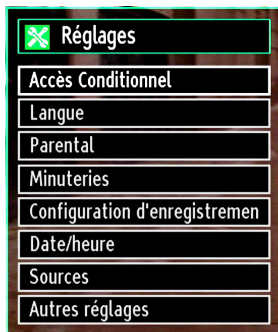 Réglages
Accès Conditionnel
Langue
Parental
Minuteries
Configuration d'enregistremen
Date/heure
Sources
Autres réglages